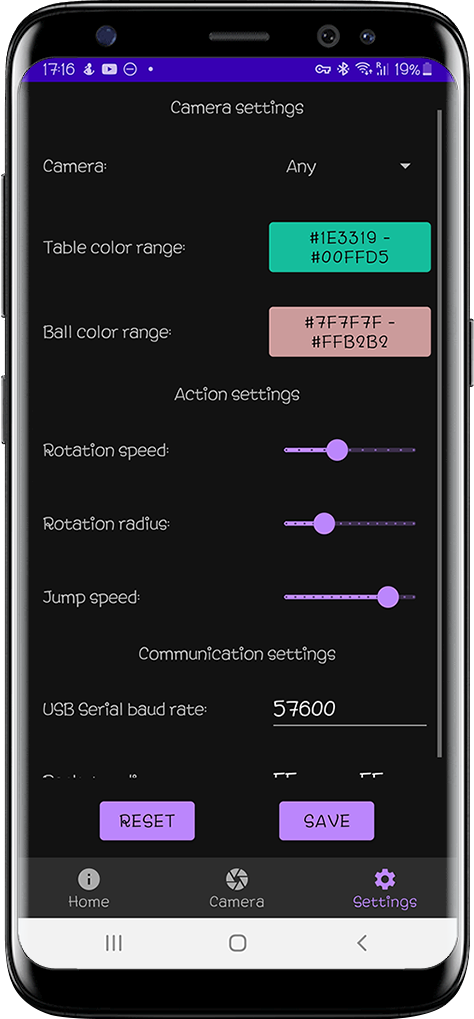 17:16
R
19%
Camera settings
Camera: Any
Table color range: #1E3319 -
#00FFD5
Ball color range: #7F7F7F -
#FFB2B2
Action settings
Rotation speed:
Rotation radius:
Jump speed:
Communication settings
USB Serial baud rate: 57600
RESET SAVE
Home Camera Settings